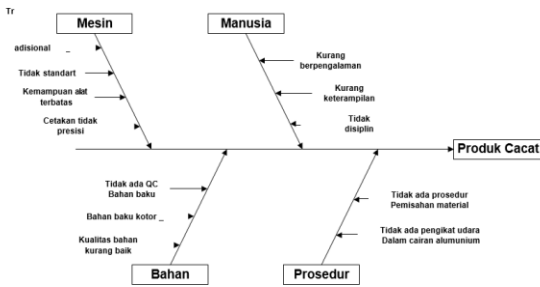 Tr
Mesin
Manusia
adisional
Tidak standart
Kemampuan alat
terbatas
Cetakan tidak
presisi
Kurang
berpengalaman
Kurang
keterampilan
Tidak
disiplin
Produk Cacat
Tidak ada QC
Bahan baku
Bahan baku kotor
Kualitas bahan
kurang baik
Tidak ada prosedur
Pemisahan material
Tidak ada pengikat udara
Dalam cairan alumunium
Bahan
Prosedur